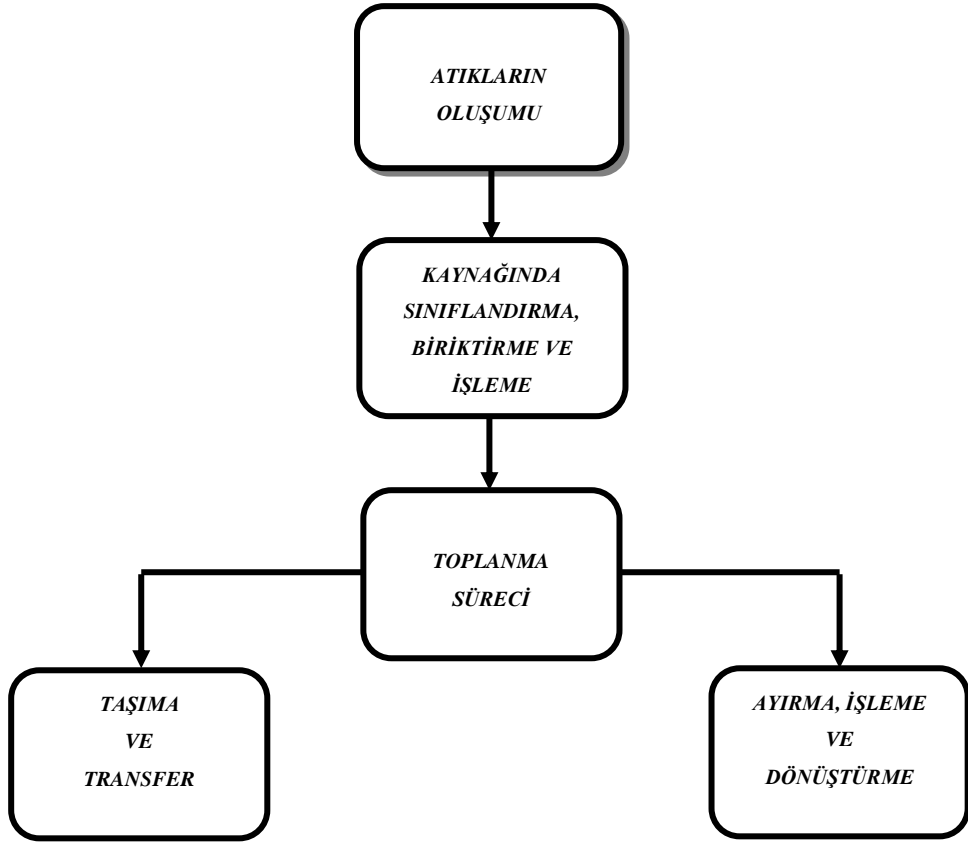 ATIKLARIN
OLUŞUMU
KAYNAĞINDA
SINIFLANDIRMA,
BİRİKTİRME VE
İŞLEME
TOPLANMA
SÜRECİ
TAŞIMA
VE
TRANSFER
AYIRMA, İŞLEME
VE
DÖNÜŞTÜRME